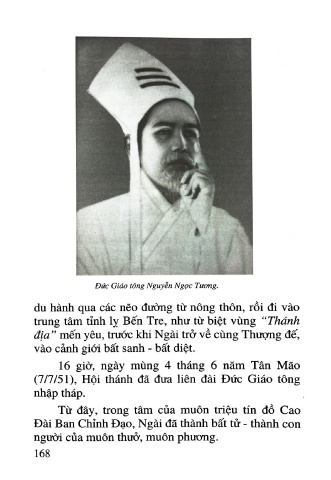 Đức Giáo tông Nguyễn Ngọc Tương.
du hành qua các nẽo đường từ nông thôn, rồi đi vào
trung tâm tỉnh lỵ Bến Tre, như từ biệt vùng “Thánh
địa” mến yêu, trước khi Ngài trở về cùng Thượng đế,
vào cảnh giới bất sanh - bất diệt.
16 giờ, ngày mùng 4 tháng 6 năm Tân Mão
(7/7/51), Hội thánh đã đưa liên đài Đức Giáo tông
nhập tháp.
Từ đây, trong tâm của muôn triệu tín đồ Cao
Đài Ban Chỉnh Đạo, Ngài đã thành bất tử - thành con
người của muôn thuở, muôn phương.
168